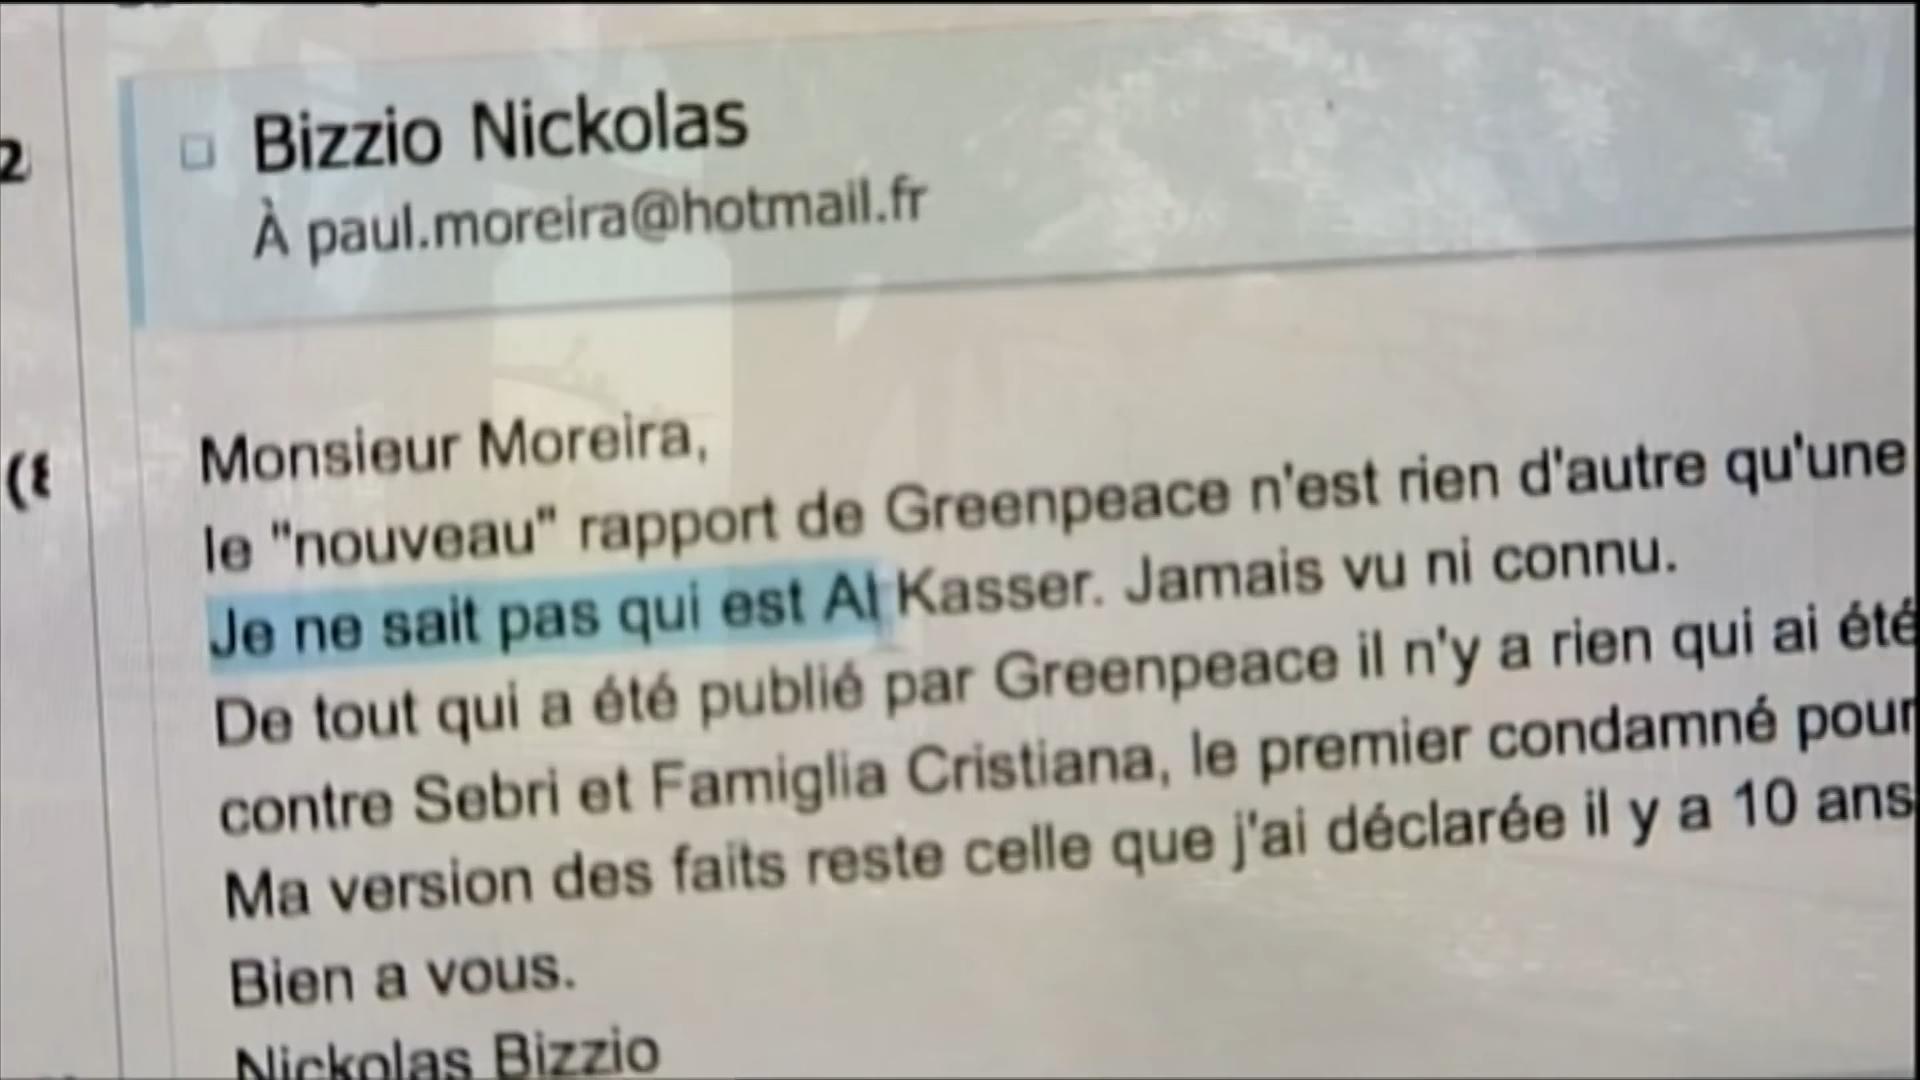 2
Bizzio Nickolas
À paul.moreira@hotmail.fr
Monsieur Moreira,
le "nouveau" rapport de Greenpeace n'est rien d'autre qu'une
Je ne sait pas qui est Al Kasser. Jamais vu ni connu.
De tout qui a été publié par Greenpeace il n'y a rien qui ai été
contre Sebri et Famiglia Cristiana, le premier condamné pour
Ma version des faits reste celle que j'ai déclarée il y a 10 ans
Bien a vous.
Nickolas Bizzio